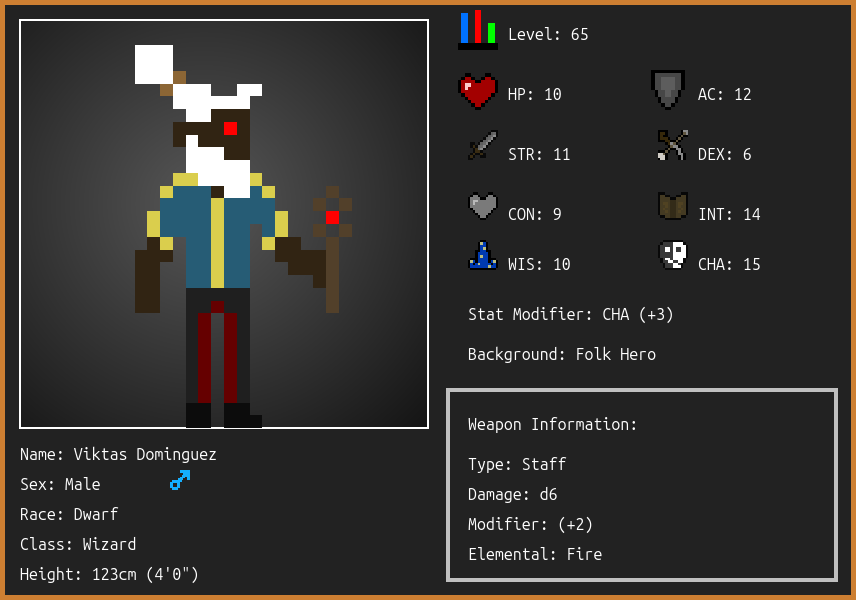 Level: 65
HP: 10
AC: 12
STR: 11
DEX: 6
CON: 9
INT: 14
WIS: 10
CHA: 15
Stat Modifier: CHA (+3)
Background: Folk Hero
Weapon Information:
Type: Staff
Damage: d6
Modifier: (+2)
Elemental: Fire
Name: Viktas Dominguez
Sex: Male
Race: Dwarf
Class: Wizard
Height: 123cm (4'0")